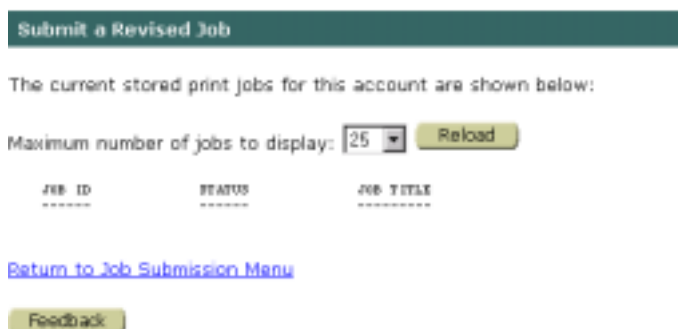 Submit a Revised Job
The current stored print jobs for this account are shown below:
Maximum number of jobs to display: 25 Reload
JOB ID STATUS JOB TITLE
------ ------ ---------
Return to Job Submission Menu
Feedback